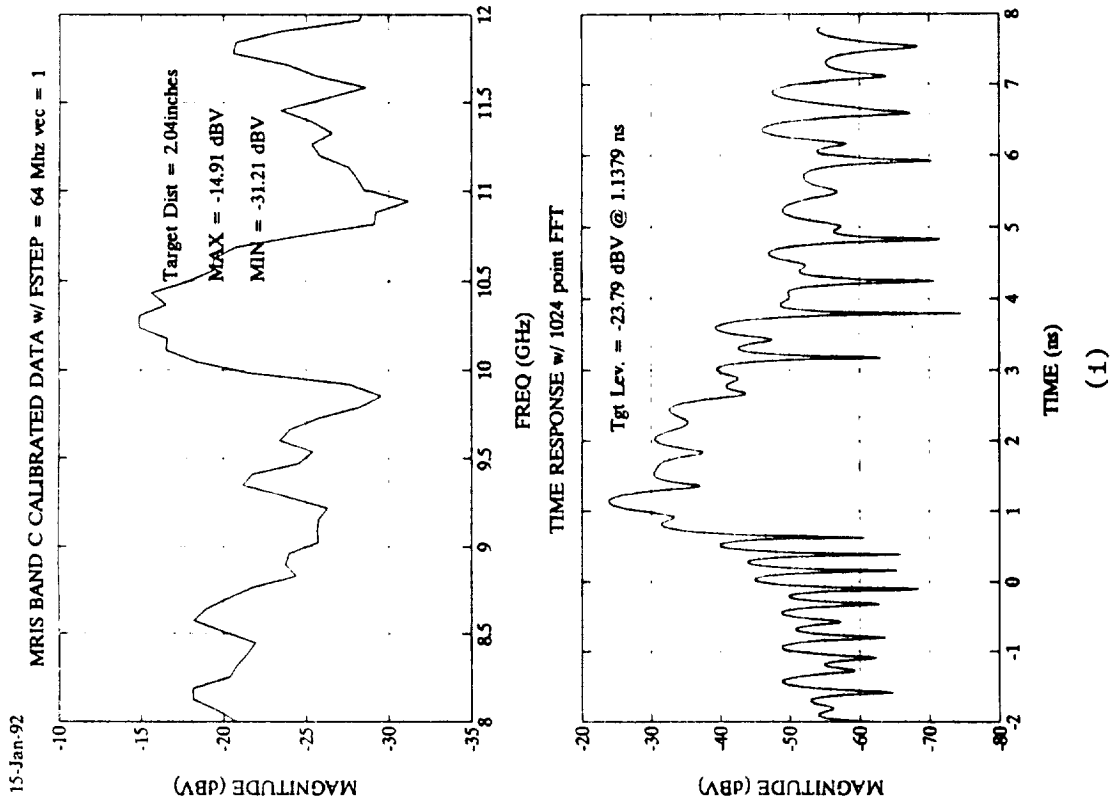 15-Jan-92
MRIS BAND C CALIBRATED DATA w/ FSTEP = 64 Mhz vec = 1
-10
-15
-20
-25
-30
-35
MAGNITUDE (dBV)
Target Dist = 2.04inches
MAX = -14.91 dBV
MIN = -31.21 dBV
8
8.5
9
9.5
10
10.5
11
11.5
12
FREQ (GHz)
TIME RESPONSE w/ 1024 point FFT
-20
-30
-40
-50
-60
-70
-80
MAGNITUDE (dBV)
Tgt Lev. = -23.79 dBV @ 1.1379 ns
-2
-1
0
1
2
3
4
5
6
7
8
TIME (ns)
(i)